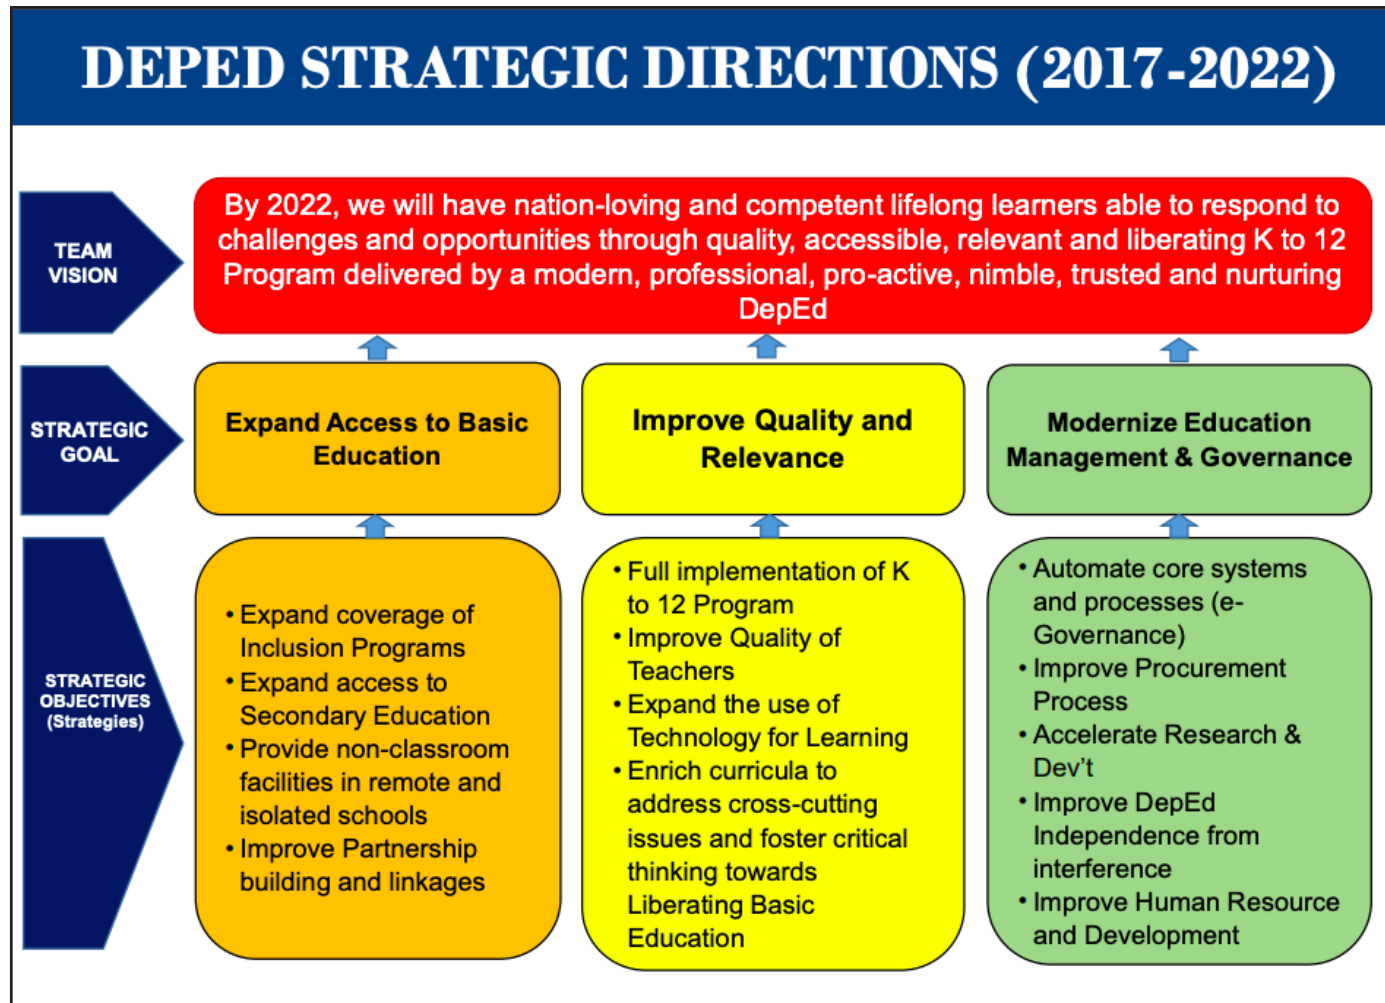 DEPED STRATEGIC DIRECTIONS (2017-2022)
TEAM
VISION
By 2022, we will have nation-loving and competent lifelong learners able to respond to
challenges and opportunities through quality, accessible, relevant and liberating K to 12
Program delivered by a modern, professional, pro-active, nimble, trusted and nurturing
DepEd
STRATEGIC
GOAL
Expand Access to Basic
Education
Improve Quality and
Relevance
Modernize Education
Management & Governance
STRATEGIC
OBJECTIVES
(Strategies)
• Expand coverage of
Inclusion Programs
• Expand access to
Secondary Education
• Provide non-classroom
facilities in remote and
isolated schools
• Improve Partnership
building and linkages
• Full implementation of K
to 12 Program
• Improve Quality of
Teachers
• Expand the use of
Technology for Learning
• Enrich curricula to
address cross-cutting
issues and foster critical
thinking towards
Liberating Basic
Education
• Automate core systems
and processes (e-
Governance)
• Improve Procurement
Process
• Accelerate Research &
Dev't
• Improve DepEd
Independence from
interference
• Improve Human Resource
and Development